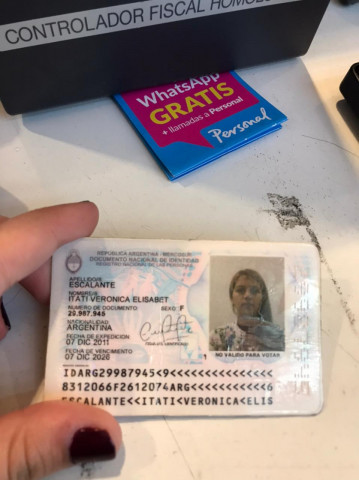 CONTROLADOR FISCAL
WhatsApp
GRATIS
+ llamadas a Personal
Personal
REPUBLICA ARGENTINA - MERCOSUR
DOCUMENTO NACIONAL DE IDENTIDAD
REGISTRO NACIONAL DE LAS PERSONAS
APELLIDO/S
ESCALANTE
NOMBRE/S
ITATI VERONICA ELISABET
NUMERO DE DOCUMENTO SEXO F
29.987.945
NACIONALIDAD
ARGENTINA
FECHA DE EXPEDICION
07 DIC 2011
FECHA DE VENCIMIENTO
07 DIC 2026
NO VALIDO PARA VOTAR
IDARG29987945<9<<<<<<<<<<<<<<<
8312066F2612074ARG<<<<<<<<<<<6
ESCALANTE<<ITATI<VERONICA<ELIS